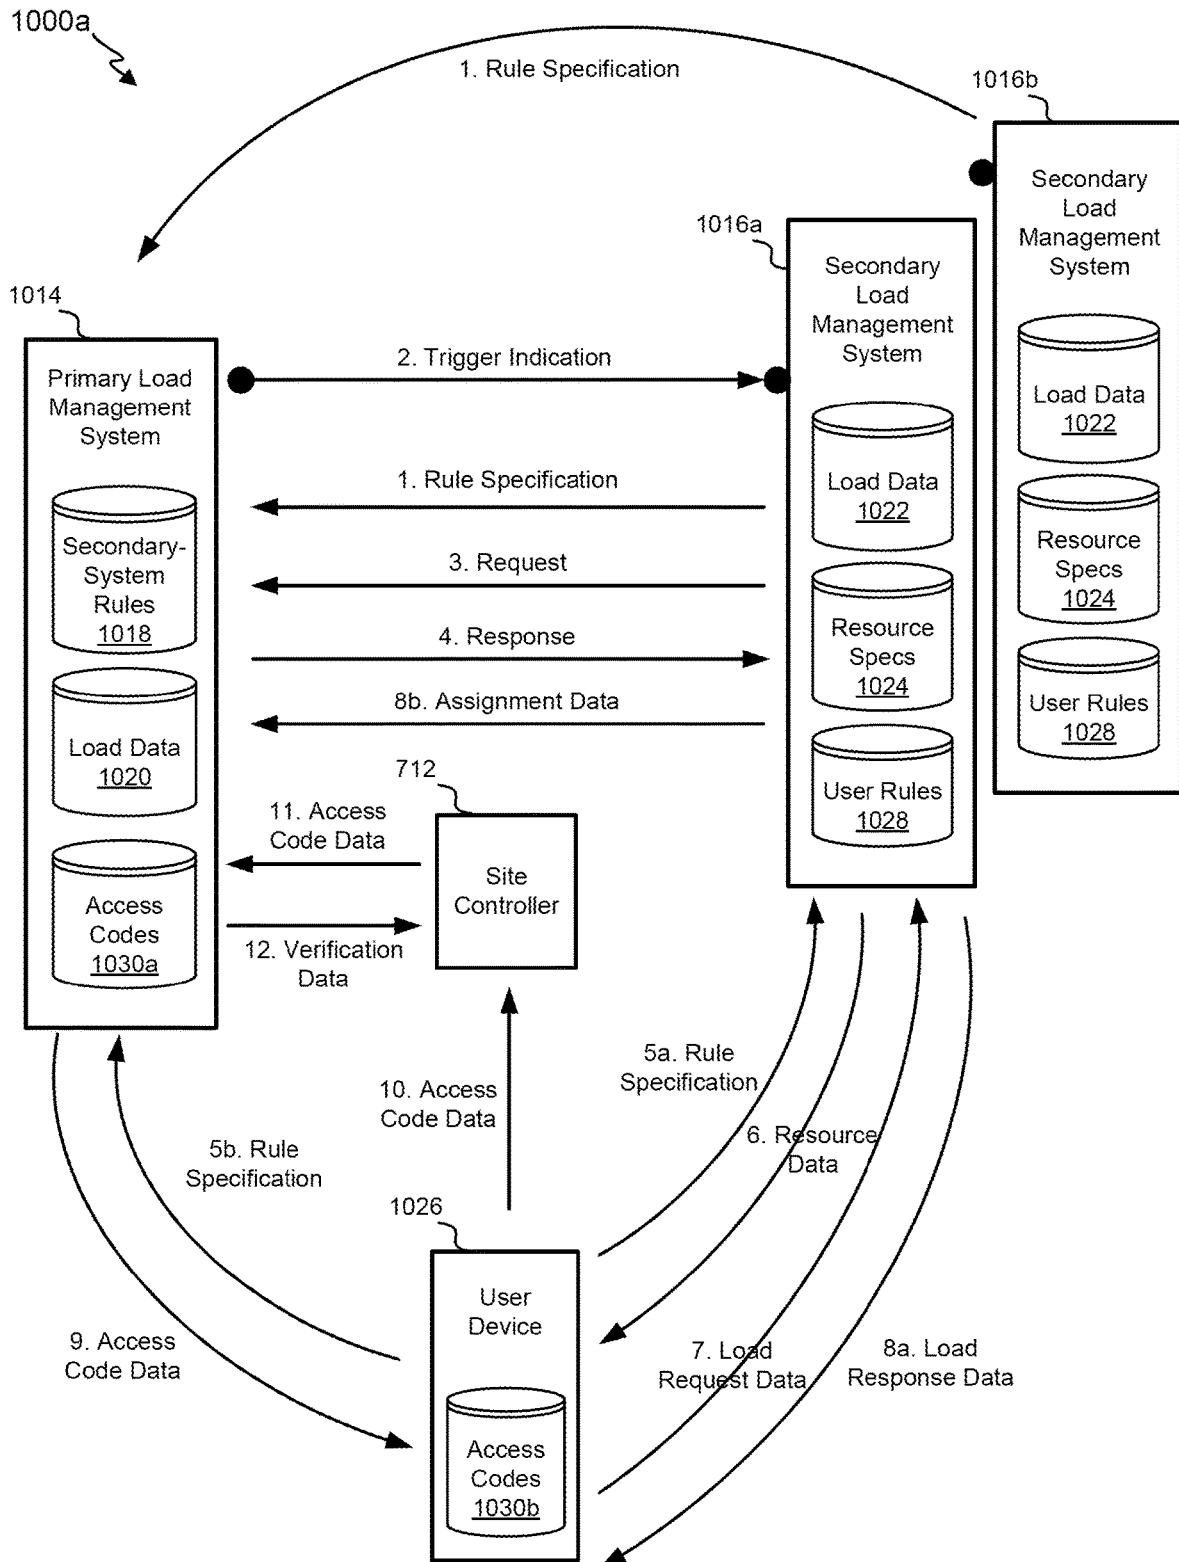 1000a
1. Rule Specification
1016b
Secondary
Load
Management
System
Load Data
1022
Resource
Specs
1024
User Rules
1028
1016a
Secondary
Load
Management
System
Load Data
1022
Resource
Specs
1024
User Rules
1028
1014
Primary Load
Management
System
Secondary-
System
Rules
1018
Load Data
1020
Access
Codes
1030a
2. Trigger Indication
1. Rule Specification
3. Request
4. Response
8b. Assignment Data
712
11. Access
Code Data
Site
Controller
12. Verification
Data
10. Access
Code Data
5a. Rule
Specification
6. Resource
Data
5b. Rule
Specification
1026
User
Device
Access
Codes
1030b
9. Access
Code Data
7. Load
Request Data
8a. Load
Response Data